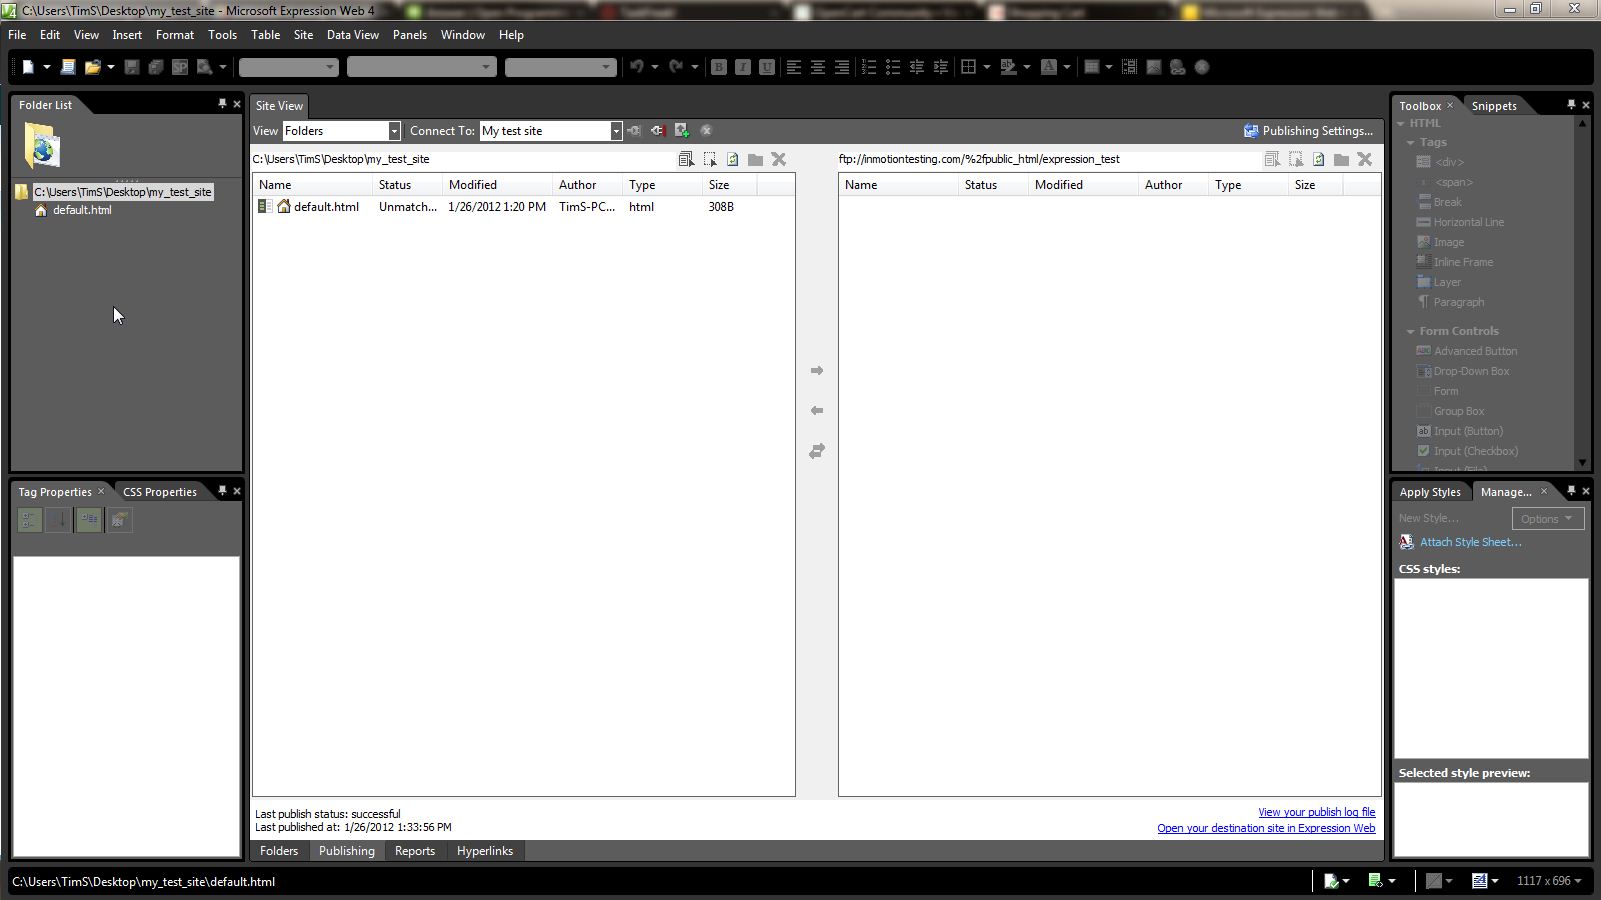 C:\Users\TimS\Desktop\my_test_site - Microsoft Expression Web 4
File Edit View Insert Format Tools Table Site Data View Panels Window Help
Folder List
C:\Users\TimS\Desktop\my_test_site
default.html
Site View
View Folders Connect To: My test site Publishing Settings...
C:\Users\TimS\Desktop\my_test_site
Name Status Modified Author Type Size
default.html Unmatch... 1/26/2012 1:20 PM TimS-PC... html 308B
ftp://inmotiontesting.com/%2fpublic_html/expression_test
Name Status Modified Author Type Size
Last publish status: successful
Last published at: 1/26/2012 1:33:56 PM
View your publish log file
Open your destination site in Expression Web
Folders Publishing Reports Hyperlinks
Toolbox Snippets
HTML
Tags
<div>
<span>
Break
Horizontal Line
Image
Inline Frame
Layer
Paragraph
Form Controls
Advanced Button
Drop-Down Box
Form
Group Box
Input (Button)
Input (Checkbox)
Input (File)
Tag Properties CSS Properties
Apply Styles Manage...
New Style... Options
Attach Style Sheet...
CSS styles:
Selected style preview:
C:\Users\TimS\Desktop\my_test_site\default.html
1117 x 696